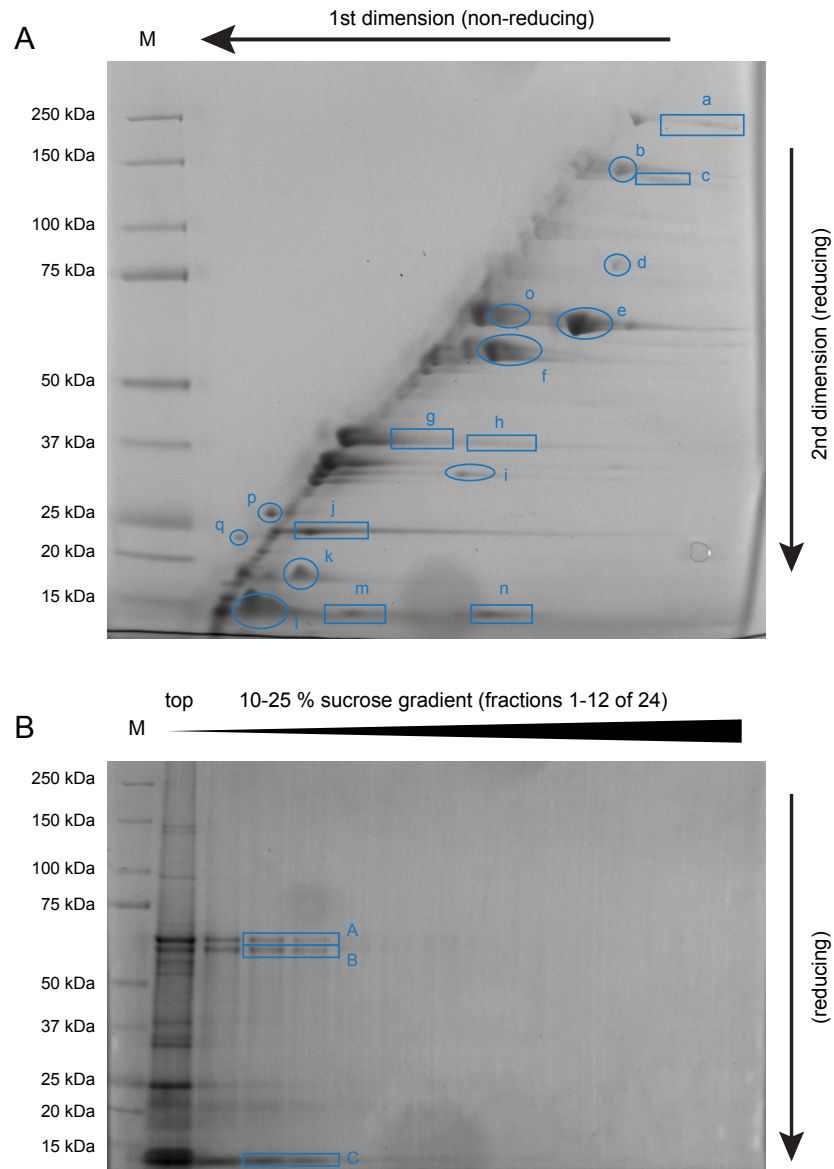 1st dimension (non-reducing)
A
M
250 kDa
150 kDa
100 kDa
75 kDa
50 kDa
37 kDa
25 kDa
20 kDa
15 kDa
a
b
c
d
o
e
f
g
h
i
p
j
q
k
m
n
l
2nd dimension (reducing)
top
10-25 % sucrose gradient (fractions 1-12 of 24)
B
M
250 kDa
150 kDa
100 kDa
75 kDa
50 kDa
37 kDa
25 kDa
20 kDa
15 kDa
A
B
C
(reducing)